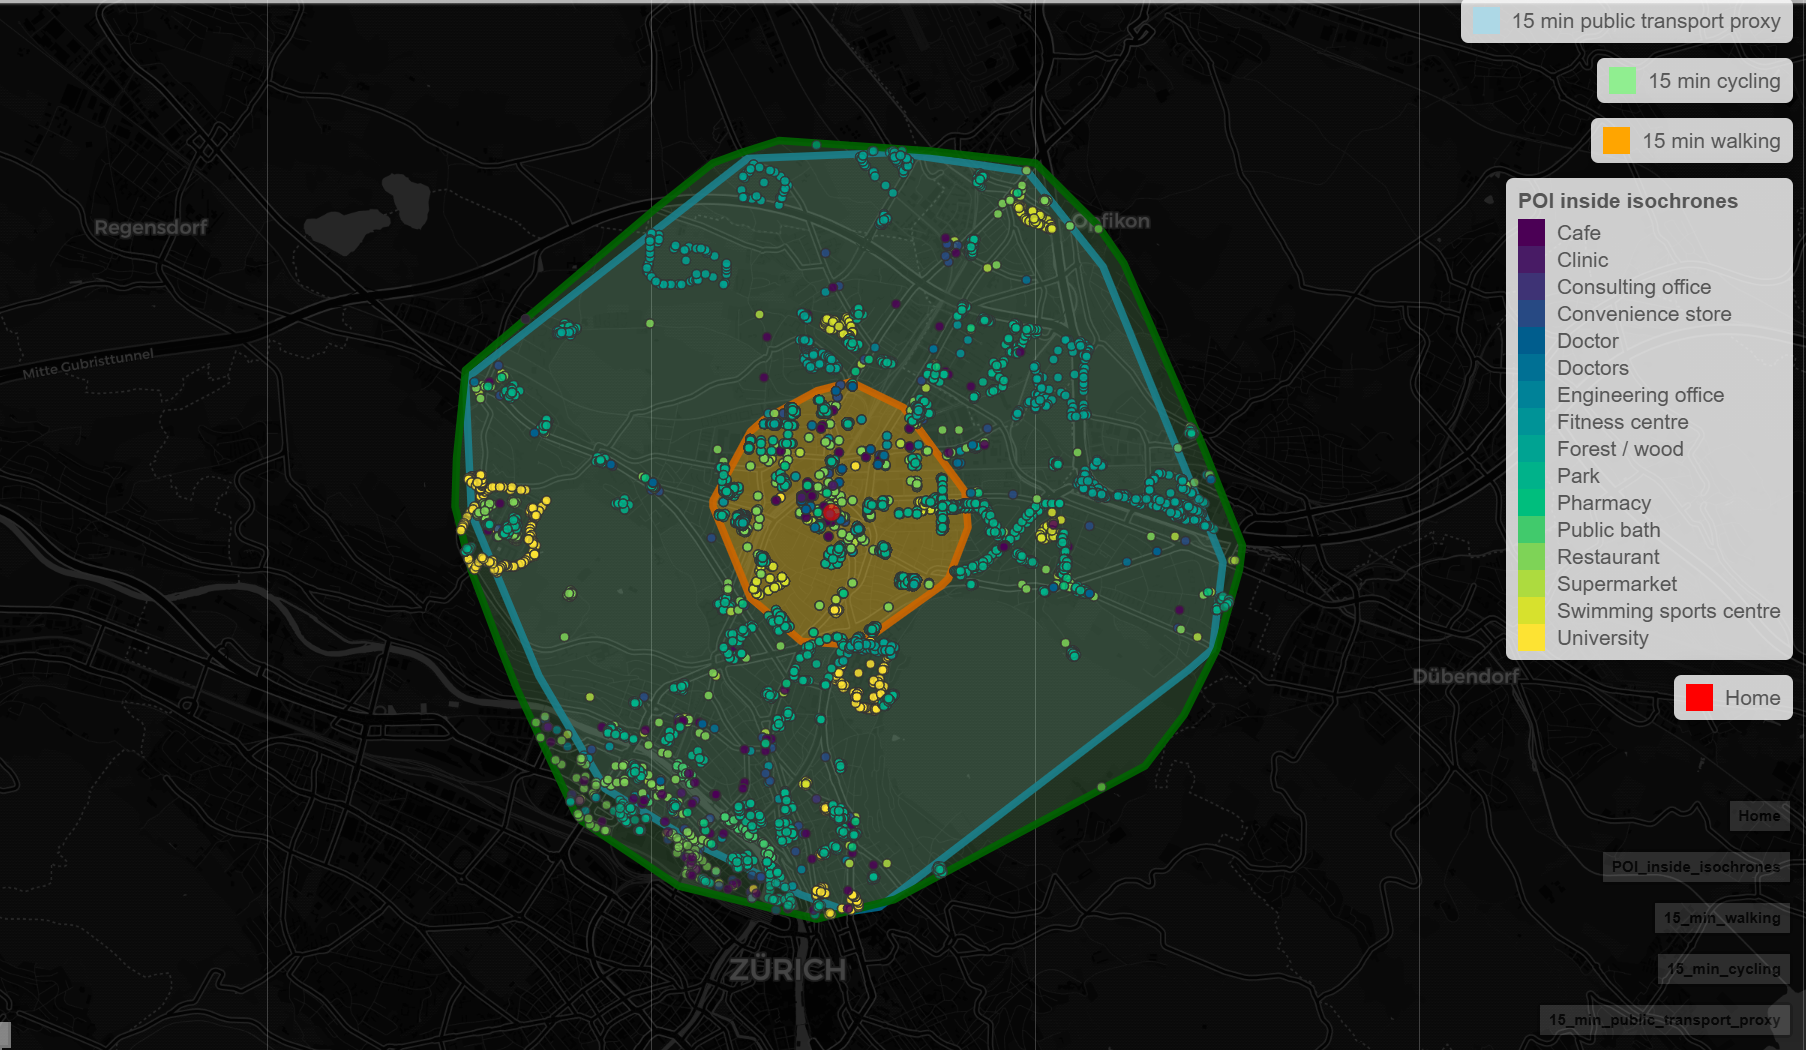 15 min public transport proxy
15 min cycling
15 min walking
POI inside isochrones
Cafe
Clinic
Consulting office
Convenience store
Doctor
Doctors
Engineering office
Fitness centre
Forest / wood
Park
Pharmacy
Public bath
Restaurant
Supermarket
Swimming sports centre
University
Home
Regensdorf
Opfikon
Mitte Gubristtunnel
Dübendorf
ZÜRICH
Home
POI_inside_isochrones
15_min_walking
15_min_cycling
15_min_public_transport_proxy